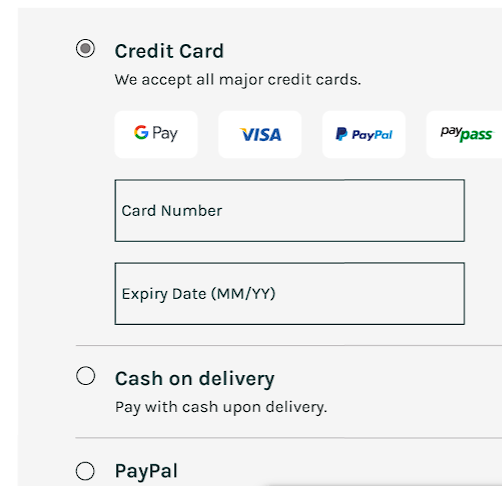 Credit Card
We accept all major credit cards.
G Pay VISA PayPal paypass
Card Number
Expiry Date (MM/YY)
Cash on delivery
Pay with cash upon delivery.
PayPal